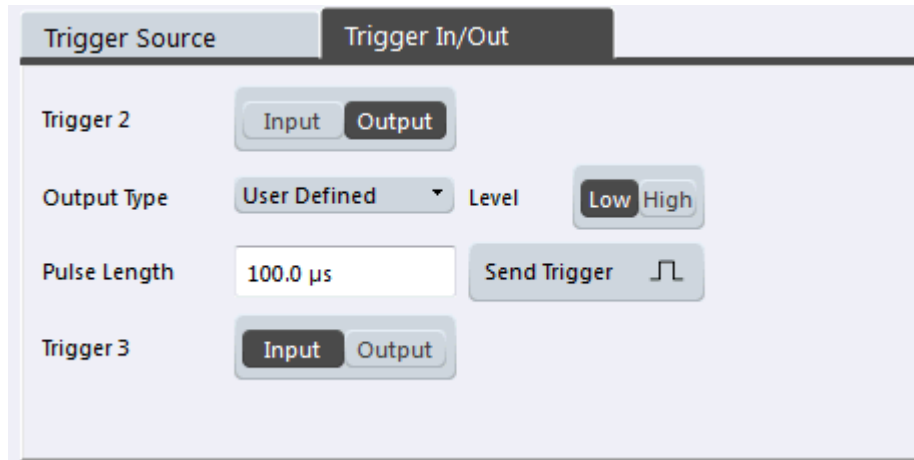 Trigger Source Trigger In/Out
Trigger 2 Input Output
Output Type User Defined Level Low High
Pulse Length 100.0 µs Send Trigger
Trigger 3 Input Output